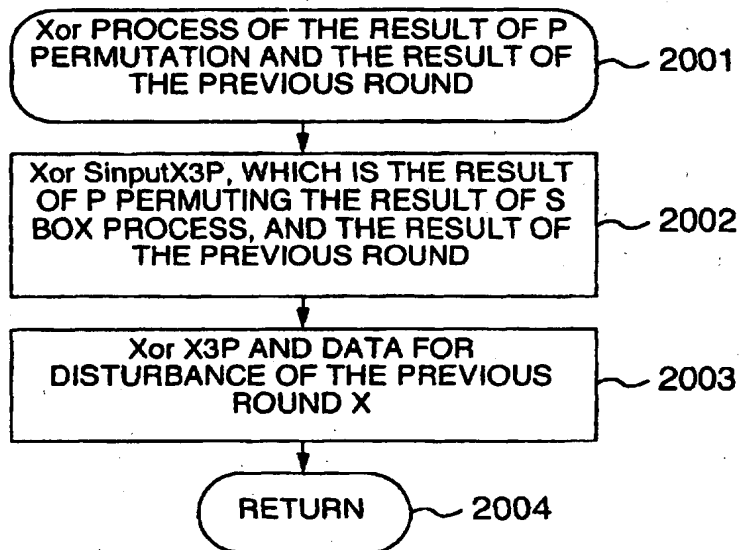 Xor PROCESS OF THE RESULT OF P
PERMUTATION AND THE RESULT OF
THE PREVIOUS ROUND
2001
Xor SinputX3P, WHICH IS THE RESULT
OF P PERMUTING THE RESULT OF S
BOX PROCESS, AND THE RESULT OF
THE PREVIOUS ROUND
2002
Xor X3P AND DATA FOR
DISTURBANCE OF THE PREVIOUS
ROUND X
2003
RETURN
2004